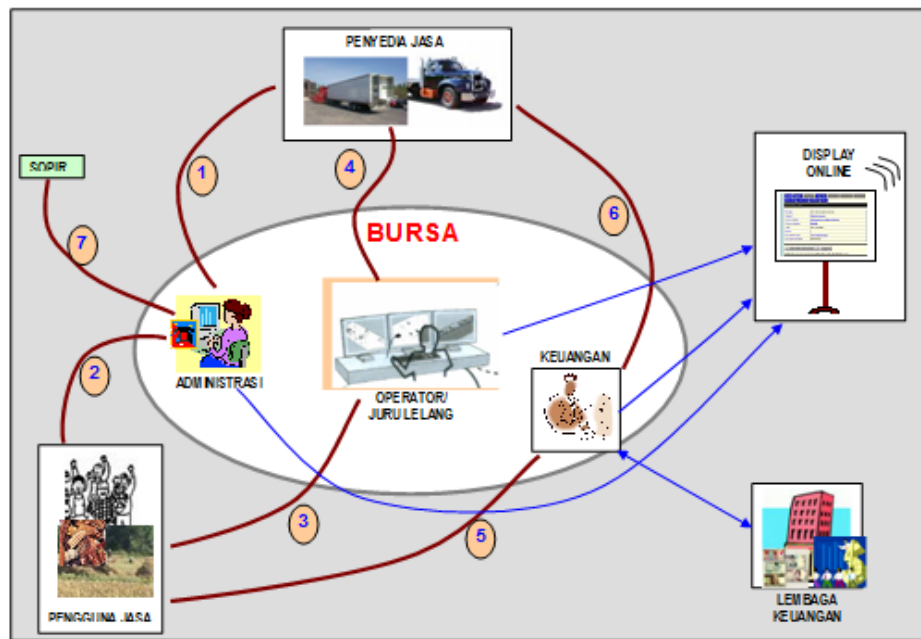 PENYEDIA JASA
DISPLAY
ONLINE
SOPIR
1
4
6
7
BURSA
2
ADMINISTRASI
OPERATOR/
JURU LELANG
KEUANGAN
3
5
PENGGUNA JASA
LEMBAGA
KEUANGAN